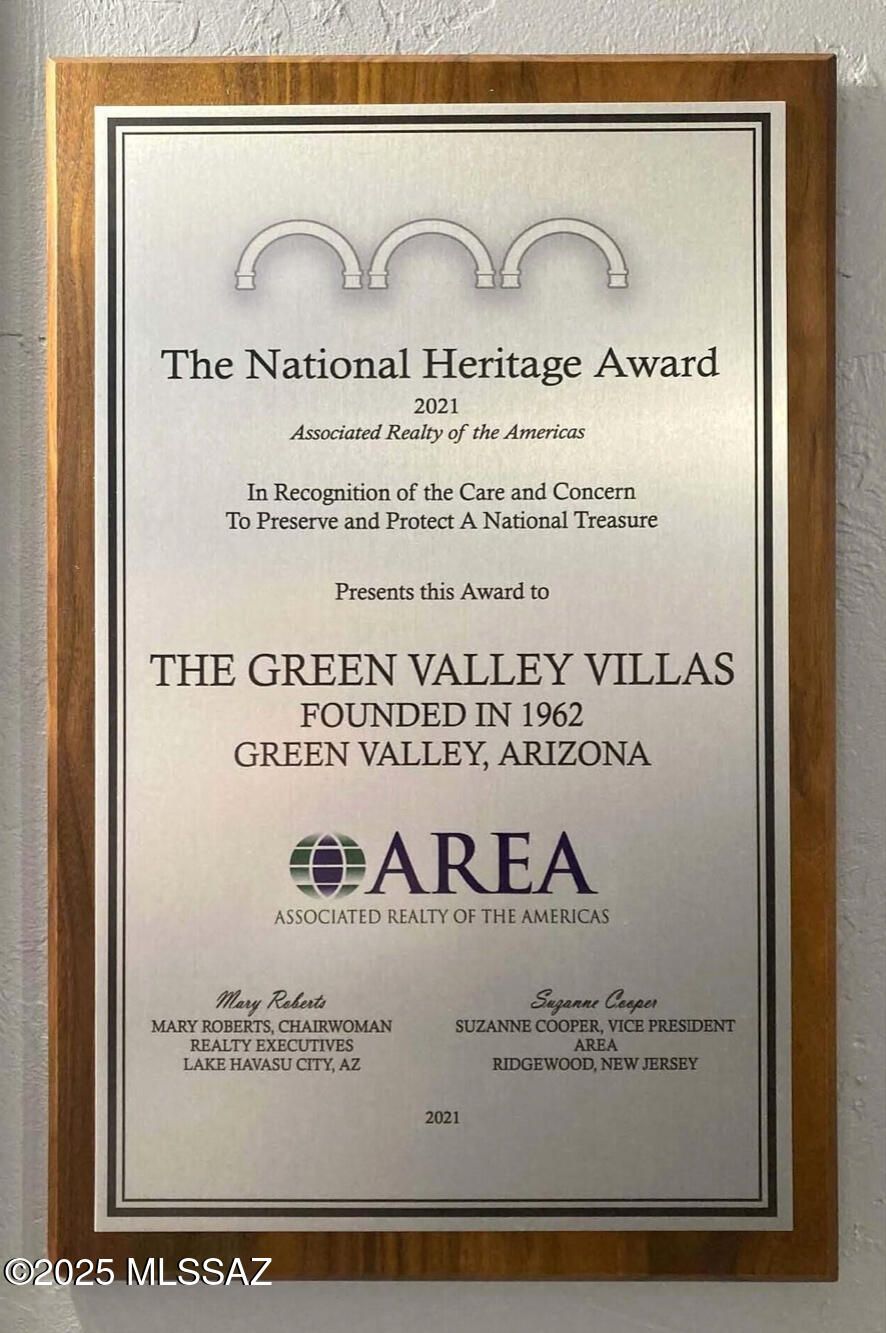 The National Heritage Award
2021
Associated Realty of the Americas
In Recognition of the Care and Concern
To Preserve and Protect A National Treasure
Presents this Award to
THE GREEN VALLEY VILLAS
FOUNDED IN 1962
GREEN VALLEY, ARIZONA
AREA
ASSOCIATED REALTY OF THE AMERICAS
Mary Roberts
MARY ROBERTS, CHAIRWOMAN
REALTY EXECUTIVES
LAKE HAVASU CITY, AZ
Suzanne Cooper
SUZANNE COOPER, VICE PRESIDENT
AREA
RIDGEWOOD, NEW JERSEY
2021
©2025 MLSSAZ